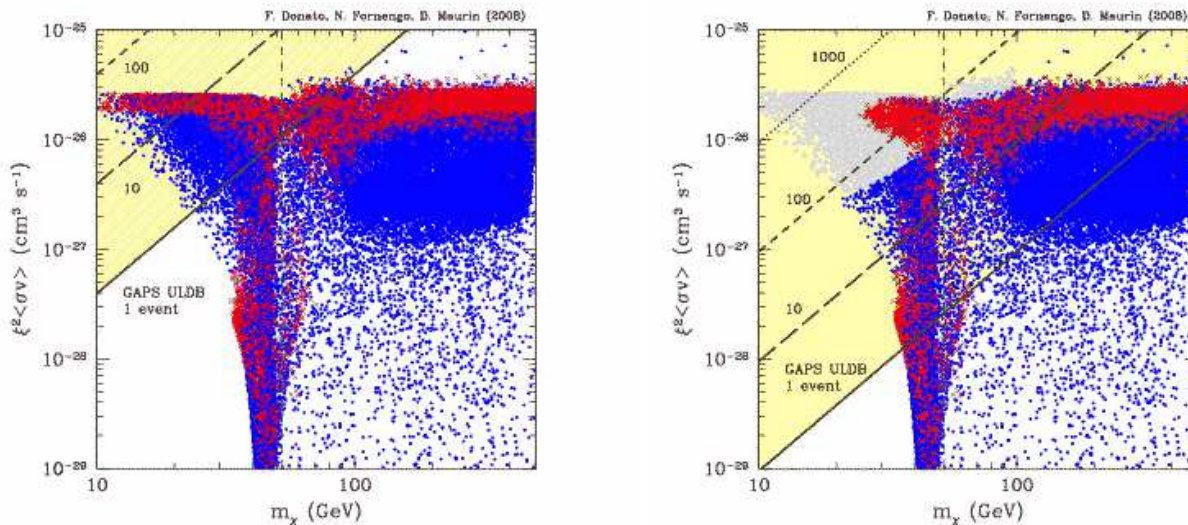 F. Donato, N. Fornengo, D. Maurin (2008)
10⁻²⁵
10⁻²⁶
10⁻²⁷
10⁻²⁸
10⁻²⁹
ξ²<σv> (cm³ s⁻¹)
100
10
GAPS ULDB
1 event
10
100
mᵪ (GeV)
F. Donato, N. Fornengo, D. Maurin (2008)
10⁻²⁵
10⁻²⁶
10⁻²⁷
10⁻²⁸
10⁻²⁹
ξ²<σv> (cm³ s⁻¹)
1000
100
10
GAPS ULDB
1 event
10
100
mᵪ (GeV)